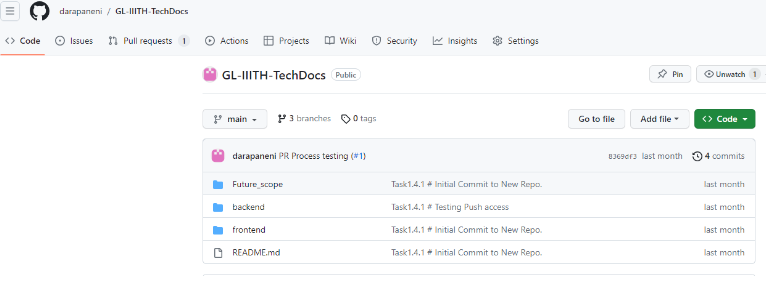 darapaneni / GL-IIITH-TechDocs
Code Issues Pull requests 1 Actions Projects Wiki Security Insights Settings
GL-IIITH-TechDocs Public Pin Unwatch 1
main 3 branches 0 tags Go to file Add file Code
darapaneni PR Process testing (#1) 8369df3 last month 4 commits
Future_scope Task1.4.1 # Initial Commit to New Repo. last month
backend Task1.4.1 # Testing Push access last month
frontend Task1.4.1 # Initial Commit to New Repo. last month
README.md Task1.4.1 # Initial Commit to New Repo. last month